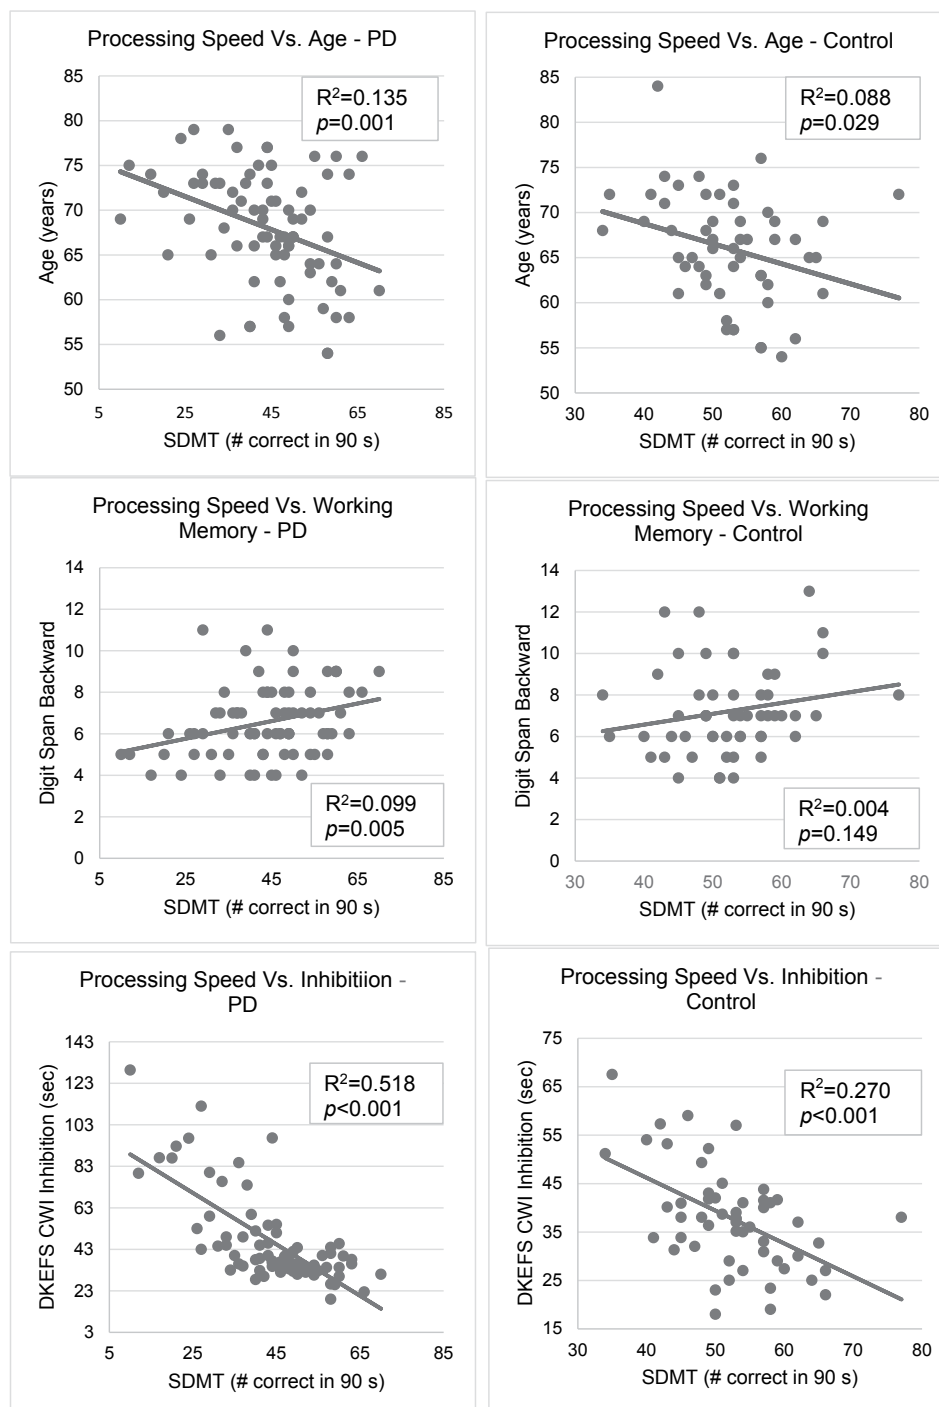 Processing Speed Vs. Age - PD
85
80
75
70
65
60
55
50
Age (years)
R²=0.135
p=0.001
5 25 45 65 85
SDMT (# correct in 90 s)
Processing Speed Vs. Age - Control
85
80
75
70
65
60
55
50
Age (years)
R²=0.088
p=0.029
30 40 50 60 70 80
SDMT (# correct in 90 s)
Processing Speed Vs. Working
Memory - PD
14
12
10
8
6
4
2
0
Digit Span Backward
R²=0.099
p=0.005
5 25 45 65 85
SDMT (# correct in 90 s)
Processing Speed Vs. Working
Memory - Control
14
12
10
8
6
4
2
0
Digit Span Backward
R²=0.004
p=0.149
30 40 50 60 70 80
SDMT (# correct in 90 s)
Processing Speed Vs. Inhibitiion -
PD
143
123
103
83
63
43
23
3
DKEFS CWI Inhibition (sec)
R²=0.518
p<0.001
5 25 45 65 85
SDMT (# correct in 90 s)
Processing Speed Vs. Inhibition -
Control
75
65
55
45
35
25
15
DKEFS CWI Inhibition (sec)
R²=0.270
p<0.001
30 40 50 60 70 80
SDMT (# correct in 90 s)